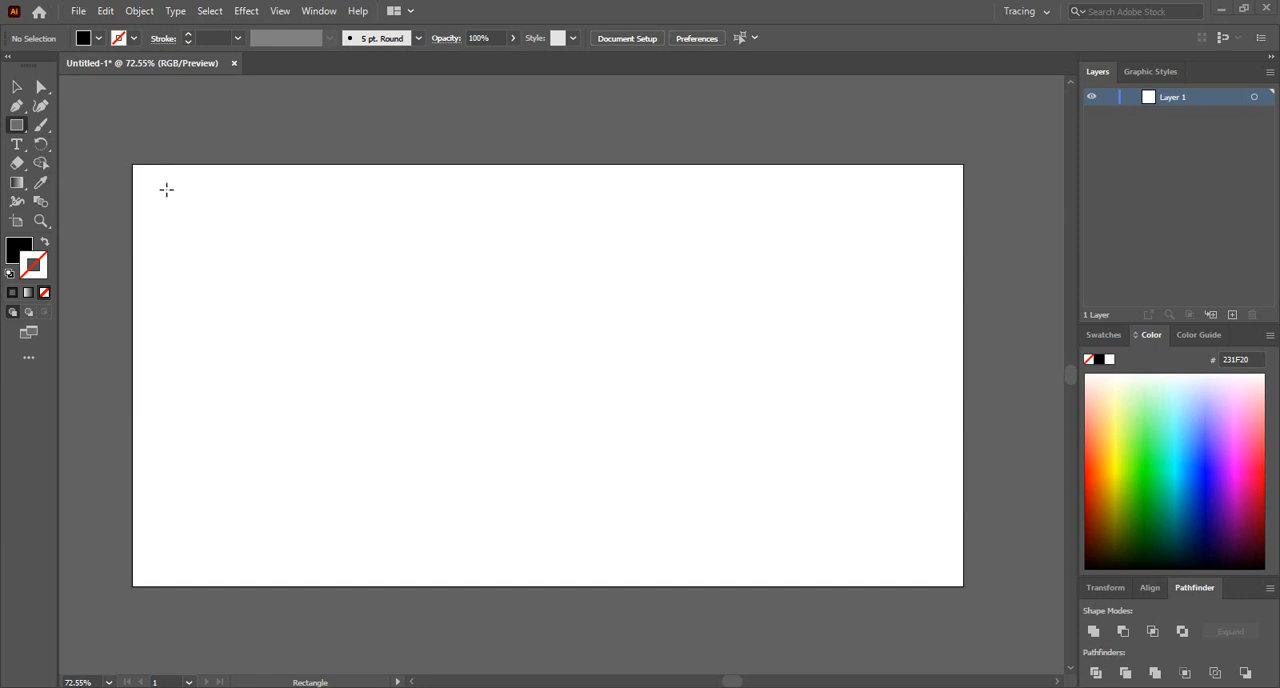 Ai File Edit Object Type Select Effect View Window Help Tracing Search Adobe Stock
No Selection Stroke: 5 pt. Round Opacity: 100% Style: Document Setup Preferences
Untitled-1* @ 72.55% (RGB/Preview)
Layers Graphic Styles
Layer 1
1 Layer
Swatches Color Color Guide
# 231F20
Transform Align Pathfinder
Shape Modes:
Expand
Pathfinders:
72.55% 1 Rectangle